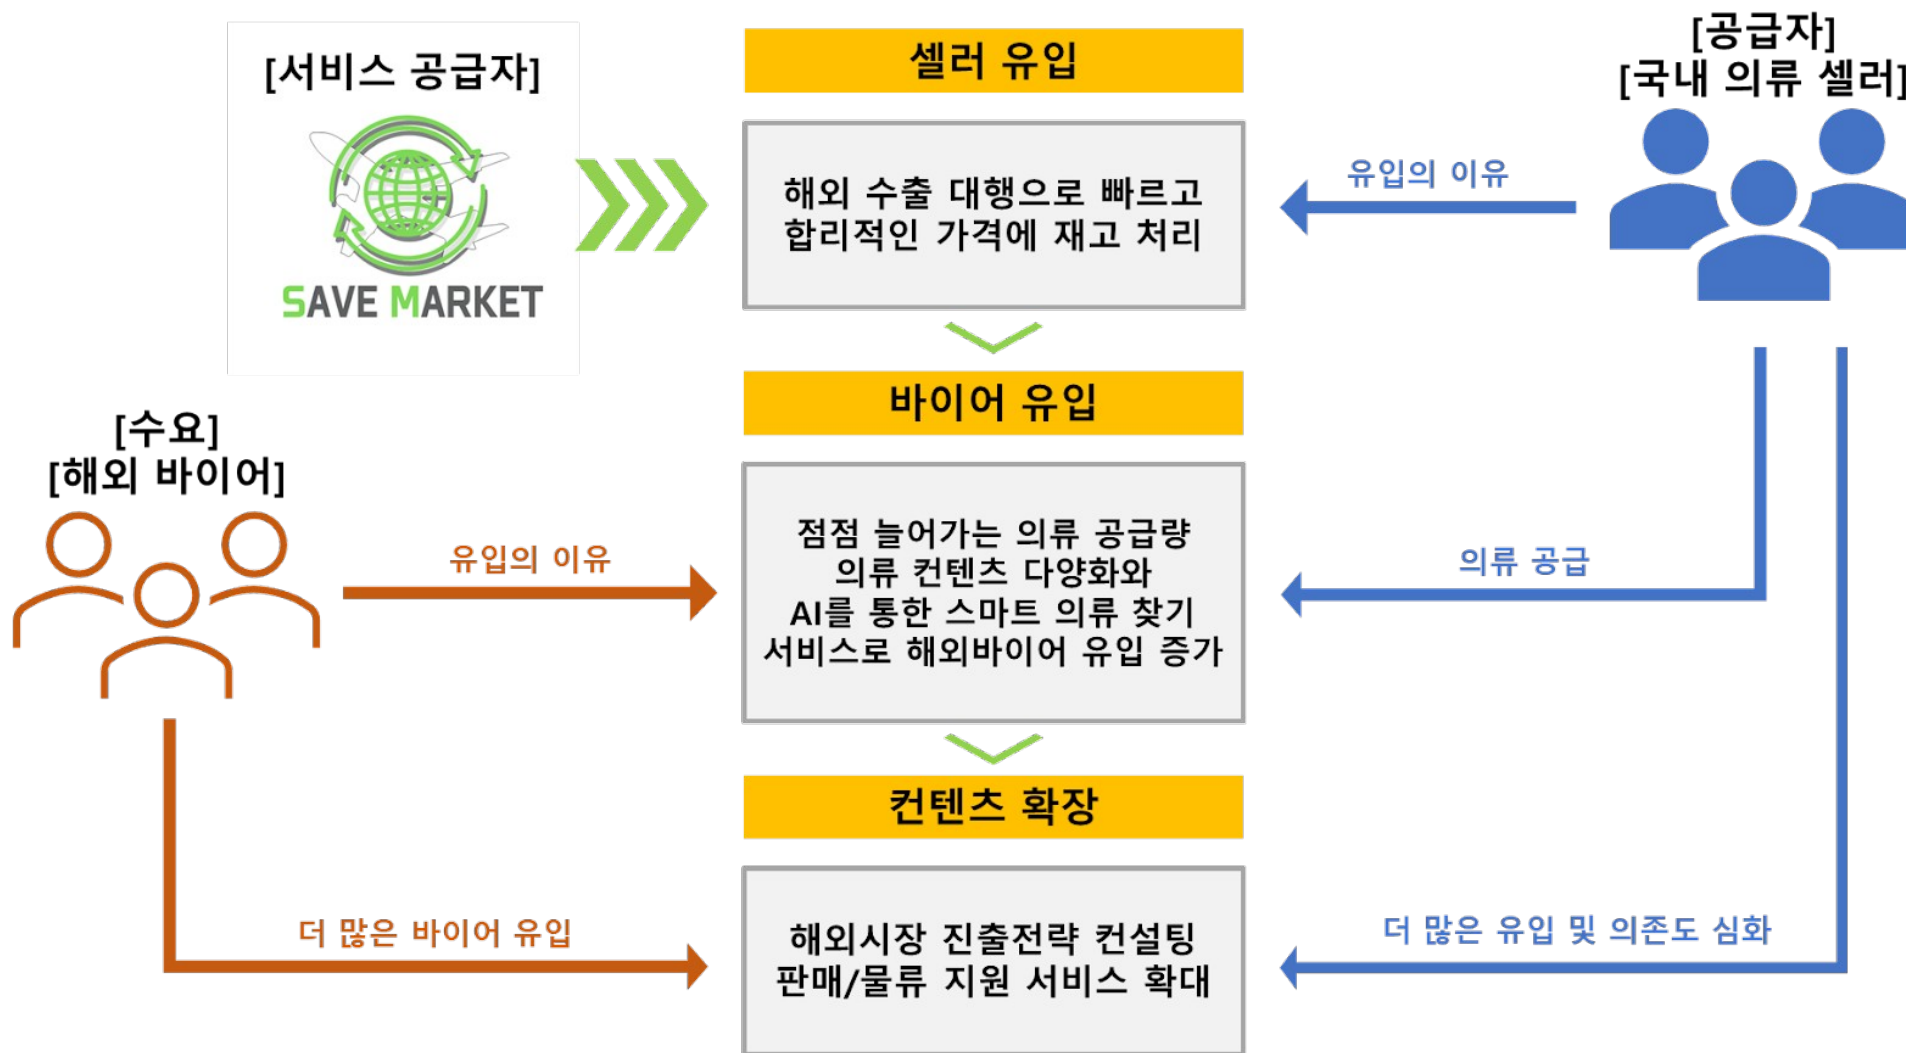 [서비스 공급자]
SAVE MARKET
셀러 유입
해외 수출 대행으로 빠르고
합리적인 가격에 재고 처리
[공급자]
[국내 의류 셀러]
유입의 이유
[수요]
[해외 바이어]
유입의 이유
바이어 유입
점점 늘어가는 의류 공급량
의류 컨텐츠 다양화와
AI를 통한 스마트 의류 찾기
서비스로 해외바이어 유입 증가
의류 공급
컨텐츠 확장
더 많은 바이어 유입
해외시장 진출전략 컨설팅
판매/물류 지원 서비스 확대
더 많은 유입 및 의존도 심화